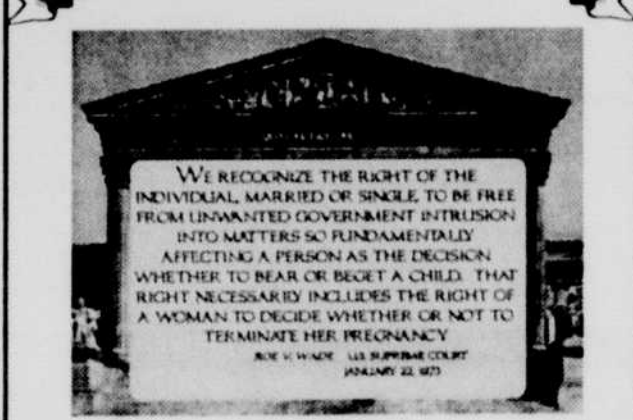 WE RECOGNIZE THE RIGHT OF THE
INDIVIDUAL, MARRIED OR SINGLE, TO BE FREE
FROM UNWANTED GOVERNMENT INTRUSION
INTO MATTERS SO FUNDAMENTALLY
AFFECTING A PERSON AS THE DECISION
WHETHER TO BEAR OR BEGET A CHILD. THAT
RIGHT NECESSARILY INCLUDES THE RIGHT OF
A WOMAN TO DECIDE WHETHER OR NOT TO
TERMINATE HER PREGNANCY
ROE V. WADE U.S. SUPREME COURT
JANUARY 22, 1973